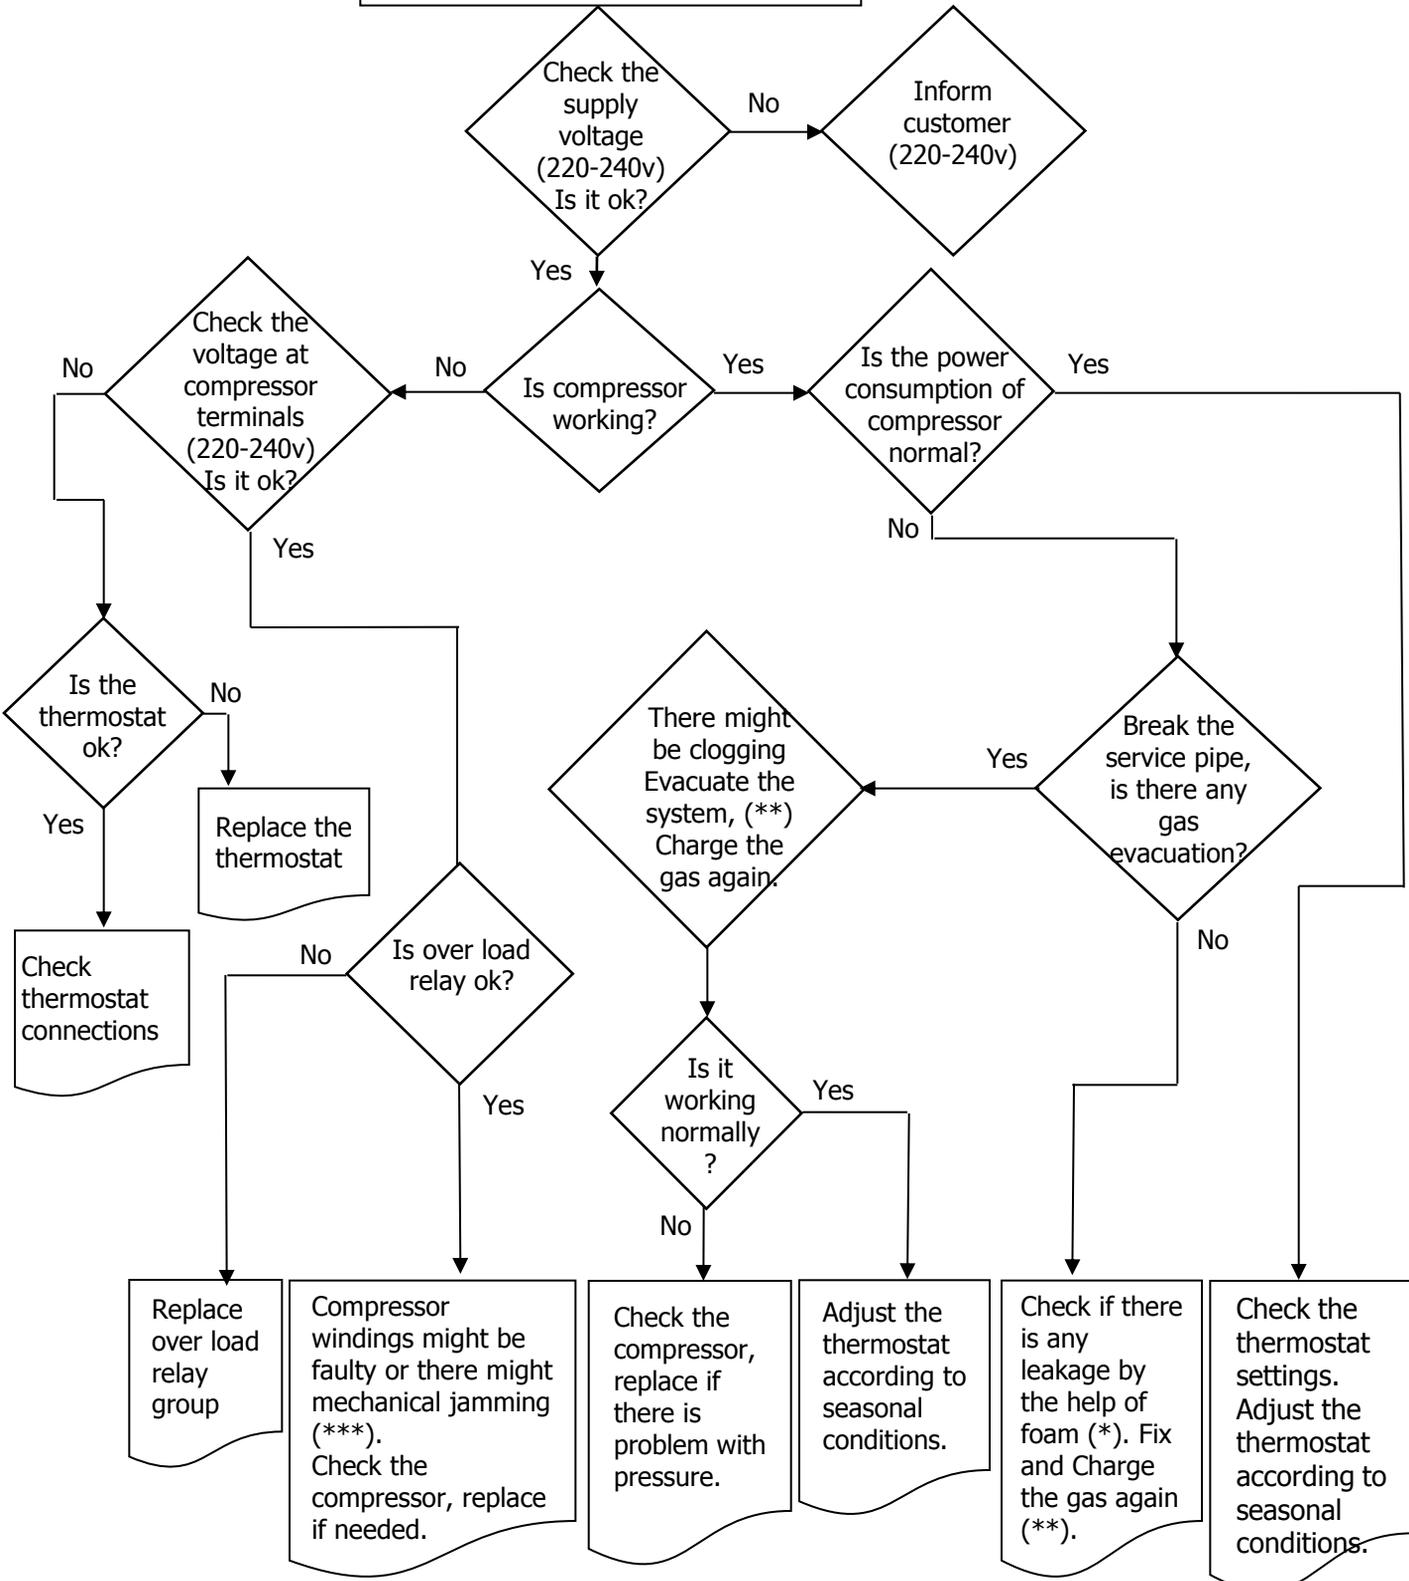 Check the
supply
voltage
(220-240v)
Is it ok?
No
Inform
customer
(220-240v)
Yes
No
Check the
voltage at
compressor
terminals
(220-240v)
Is it ok?
No
Is compressor
working?
Yes
Is the power
consumption of
compressor
normal?
Yes
No
Yes
Is the
thermostat
ok?
No
Yes
Replace the
thermostat
Check
thermostat
connections
There might
be clogging
Evacuate the
system, (**)
Charge the
gas again.
Yes
Break the
service pipe,
is there any
gas
evacuation?
No
No
Is over load
relay ok?
Yes
Is it
working
normally
?
Yes
No
Replace
over load
relay
group
Compressor
windings might be
faulty or there might
mechanical jamming
(***).
Check the
compressor, replace
if needed.
Check the
compressor,
replace if
there is
problem with
pressure.
Adjust the
thermostat
according to
seasonal
conditions.
Check if there
is any
leakage by
the help of
foam (*). Fix
and Charge
the gas again
(**).
Check the
thermostat
settings.
Adjust the
thermostat
according to
seasonal
conditions.